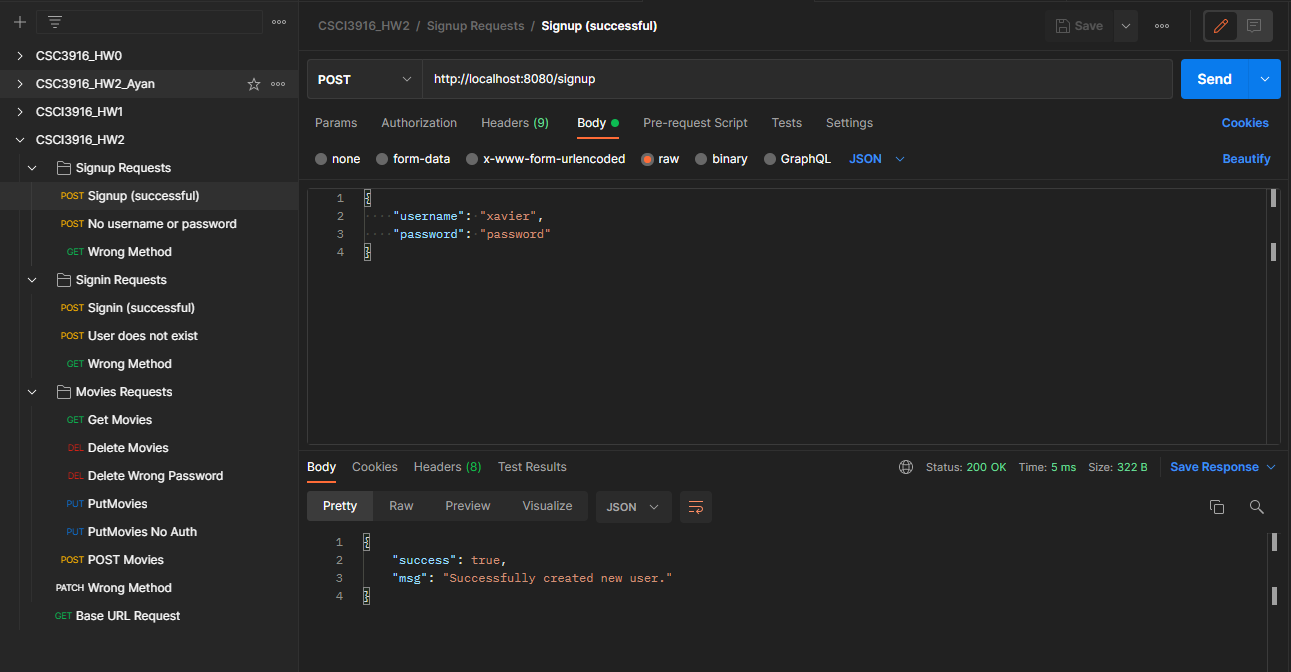 CSC3916_HW0
CSC3916_HW2_Ayan
CSCI3916_HW1
CSCI3916_HW2
Signup Requests
POST Signup (successful)
POST No username or password
GET Wrong Method
Signin Requests
POST Signin (successful)
POST User does not exist
GET Wrong Method
Movies Requests
GET Get Movies
DEL Delete Movies
DEL Delete Wrong Password
PUT PutMovies
PUT PutMovies No Auth
POST POST Movies
PATCH Wrong Method
GET Base URL Request
CSCI3916_HW2 / Signup Requests / Signup (successful)
Save
POST http://localhost:8080/signup
Send
Params Authorization Headers (9) Body Pre-request Script Tests Settings Cookies
none form-data x-www-form-urlencoded raw binary GraphQL JSON Beautify
1 {
2 "username": "xavier",
3 "password": "password"
4 }
Body Cookies Headers (8) Test Results Status: 200 OK Time: 5 ms Size: 322 B Save Response
Pretty Raw Preview Visualize JSON
1 {
2 "success": true,
3 "msg": "Successfully created new user."
4 }